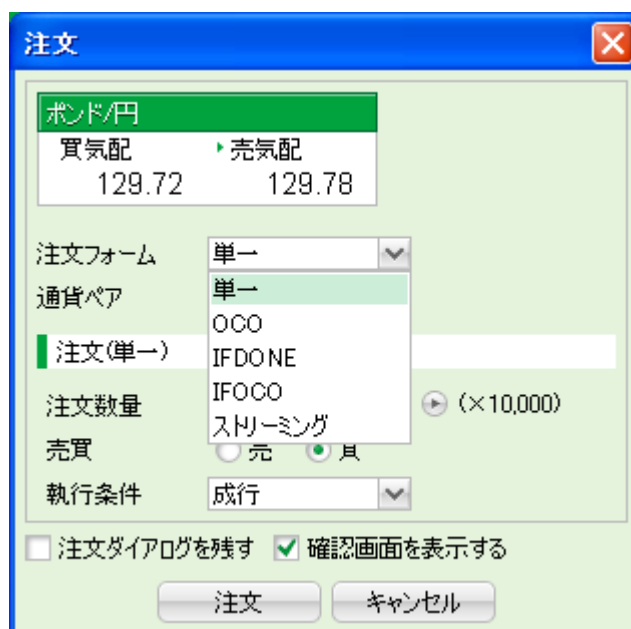 注文
ポンド/円
買気配 売気配
129.72 129.78
注文フォーム 単一
単一
通貨ペア
OCO
注文(単一)
IFDONE
IFOCO
注文数量 (×10,000)
ストリーミング
売買 売 買
執行条件 成行
注文ダイアログを残す 確認画面を表示する
注文 キャンセル